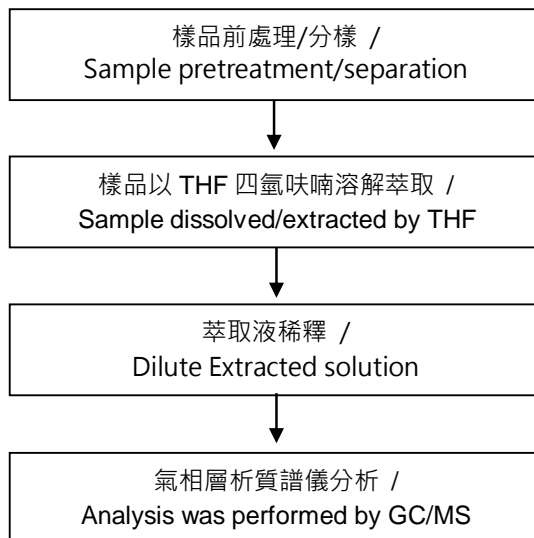 樣品前處理/分樣 /
Sample pretreatment/separation
樣品以 THF 四氫呋喃溶解萃取 /
Sample dissolved/extracted by THF
萃取液稀釋 /
Dilute Extracted solution
氣相層析質譜儀分析 /
Analysis was performed by GC/MS